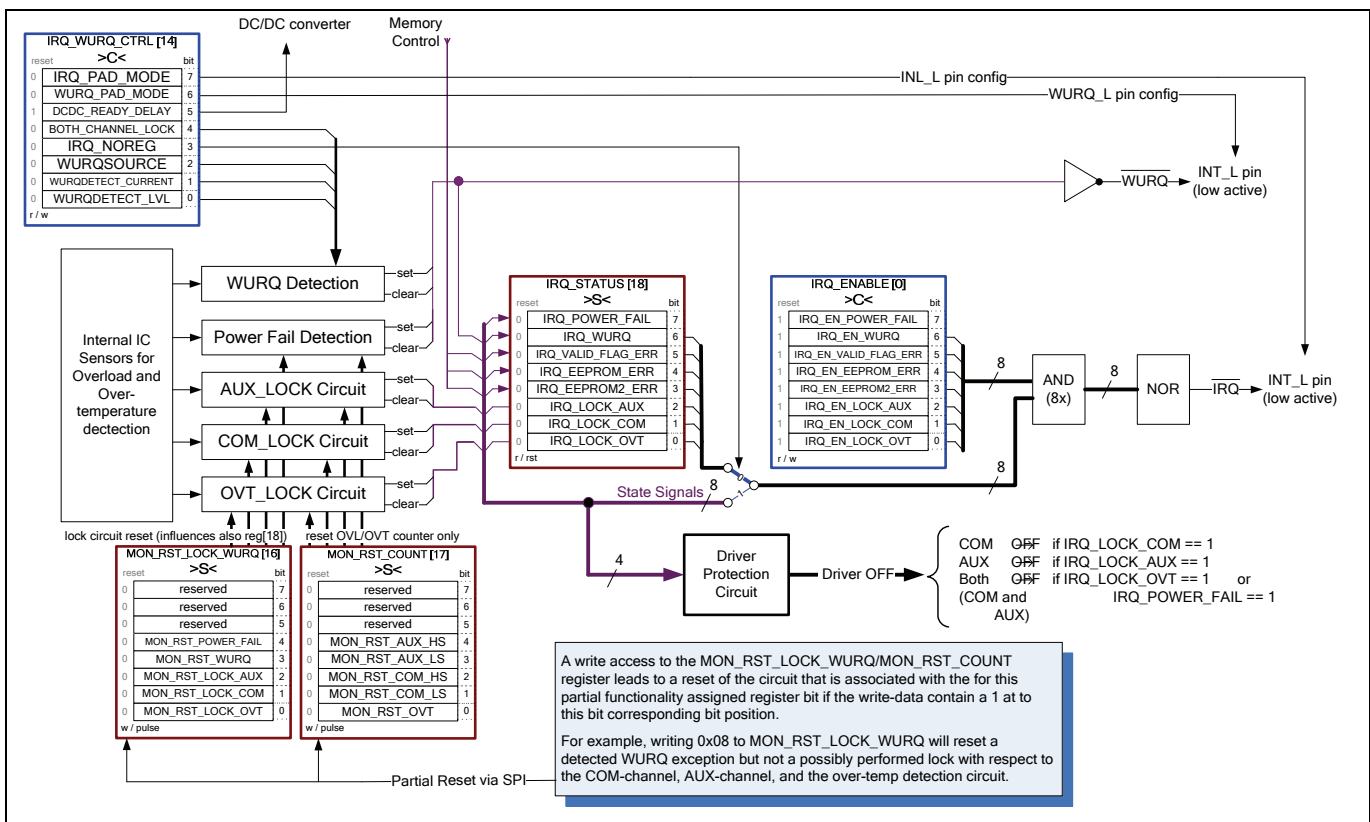 DC/DC converter
Memory
Control
IRQ_WURQ_CTRL [14]
reset >C< bit
0 IRQ_PAD_MODE 7
0 WURQ_PAD_MODE 6
1 DCDC_READY_DELAY 5
0 BOTH_CHANNEL_LOCK 4
0 IRQ_NOREG 3
0 WURQSOURCE 2
0 WURQDETECT_CURRENT 1
0 WURQDETECT_LVL 0
r / w
INL_L pin config
WURQ_L pin config
WURQ
INT_L pin
(low active)
Internal IC
Sensors for
Overload and
Over-
temperature
dectection
WURQ Detection
set
clear
Power Fail Detection
set
clear
AUX_LOCK Circuit
set
clear
COM_LOCK Circuit
set
clear
OVT_LOCK Circuit
set
clear
IRQ_STATUS [18]
reset >S< bit
0 IRQ_POWER_FAIL 7
0 IRQ_WURQ 6
0 IRQ_VALID_FLAG_ERR 5
0 IRQ_EEPROM_ERR 4
0 IRQ_EEPROM2_ERR 3
0 IRQ_LOCK_AUX 2
0 IRQ_LOCK_COM 1
0 IRQ_LOCK_OVT 0
r / rst
IRQ_ENABLE [0]
reset >C< bit
1 IRQ_EN_POWER_FAIL 7
1 IRQ_EN_WURQ 6
1 IRQ_EN_VALID_FLAG_ERR 5
1 IRQ_EN_EEPROM_ERR 4
1 IRQ_EN_EEPROM2_ERR 3
1 IRQ_EN_LOCK_AUX 2
1 IRQ_EN_LOCK_COM 1
1 IRQ_EN_LOCK_OVT 0
r / w
8
AND
(8x)
8
NOR
IRQ
INT_L pin
(low active)
0
1
State Signals 8
8
4
Driver
Protection
Circuit
Driver OFF
COM OFF if IRQ_LOCK_COM == 1
AUX OFF if IRQ_LOCK_AUX == 1
Both OFF if IRQ_LOCK_OVT == 1 or
(COM and IRQ_POWER_FAIL == 1
AUX)
lock circuit reset (influences also reg[18])
reset OVL/OVT counter only
MON_RST_LOCK_WURQ [16]
reset >S< bit
0 reserved 7
0 reserved 6
0 reserved 5
0 MON_RST_POWER_FAIL 4
0 MON_RST_WURQ 3
0 MON_RST_LOCK_AUX 2
0 MON_RST_LOCK_COM 1
0 MON_RST_LOCK_OVT 0
w / pulse
MON_RST_COUNT [17]
reset >S< bit
0 reserved 7
0 reserved 6
0 reserved 5
0 MON_RST_AUX_HS 4
0 MON_RST_AUX_LS 3
0 MON_RST_COM_HS 2
0 MON_RST_COM_LS 1
0 MON_RST_OVT 0
w / pulse
Partial Reset via SPI
A write access to the MON_RST_LOCK_WURQ/MON_RST_COUNT
register leads to a reset of the circuit that is associated with the for this
partial functionality assigned register bit if the write-data contain a 1 at to
this bit corresponding bit position.
For example, writing 0x08 to MON_RST_LOCK_WURQ will reset a
detected WURQ exception but not a possibly performed lock with respect to
the COM-channel, AUX-channel, and the over-temp detection circuit.